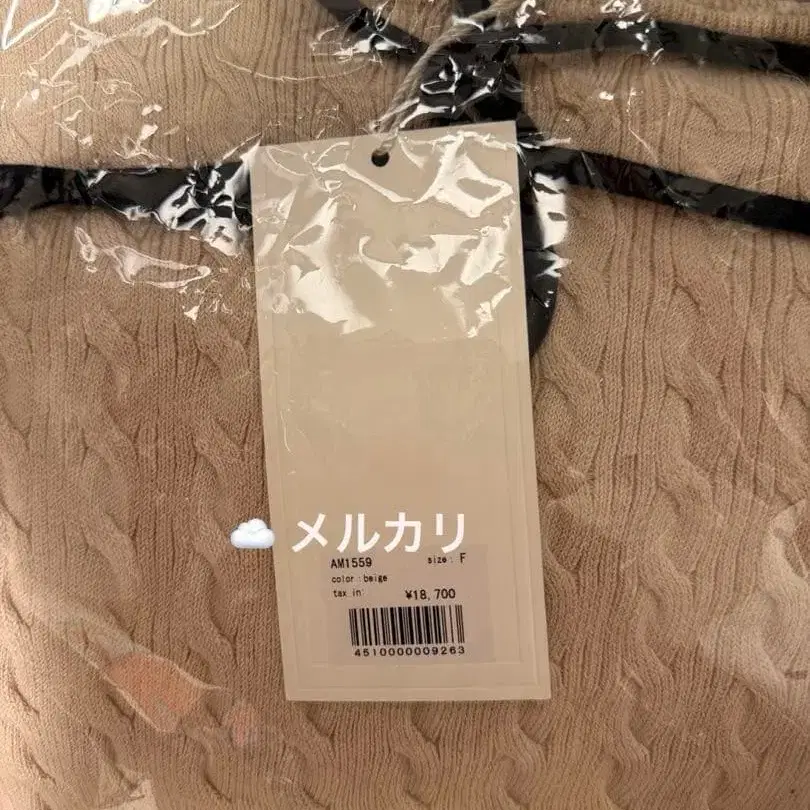 メルカリ
AM1559 size: F
color:beige
tax in: ¥18,700
4510000009263